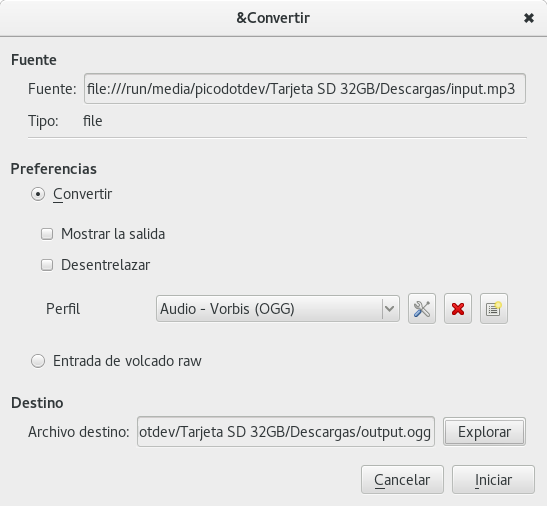 &Convertir
Fuente
Fuente: file:///run/media/picodotdev/Tarjeta SD 32GB/Descargas/input.mp3
Tipo: file
Preferencias
Convertir
Mostrar la salida
Desentrelazar
Perfil Audio - Vorbis (OGG)
Entrada de volcado raw
Destino
Archivo destino: otdev/Tarjeta SD 32GB/Descargas/output.ogg Explorar
Cancelar Iniciar